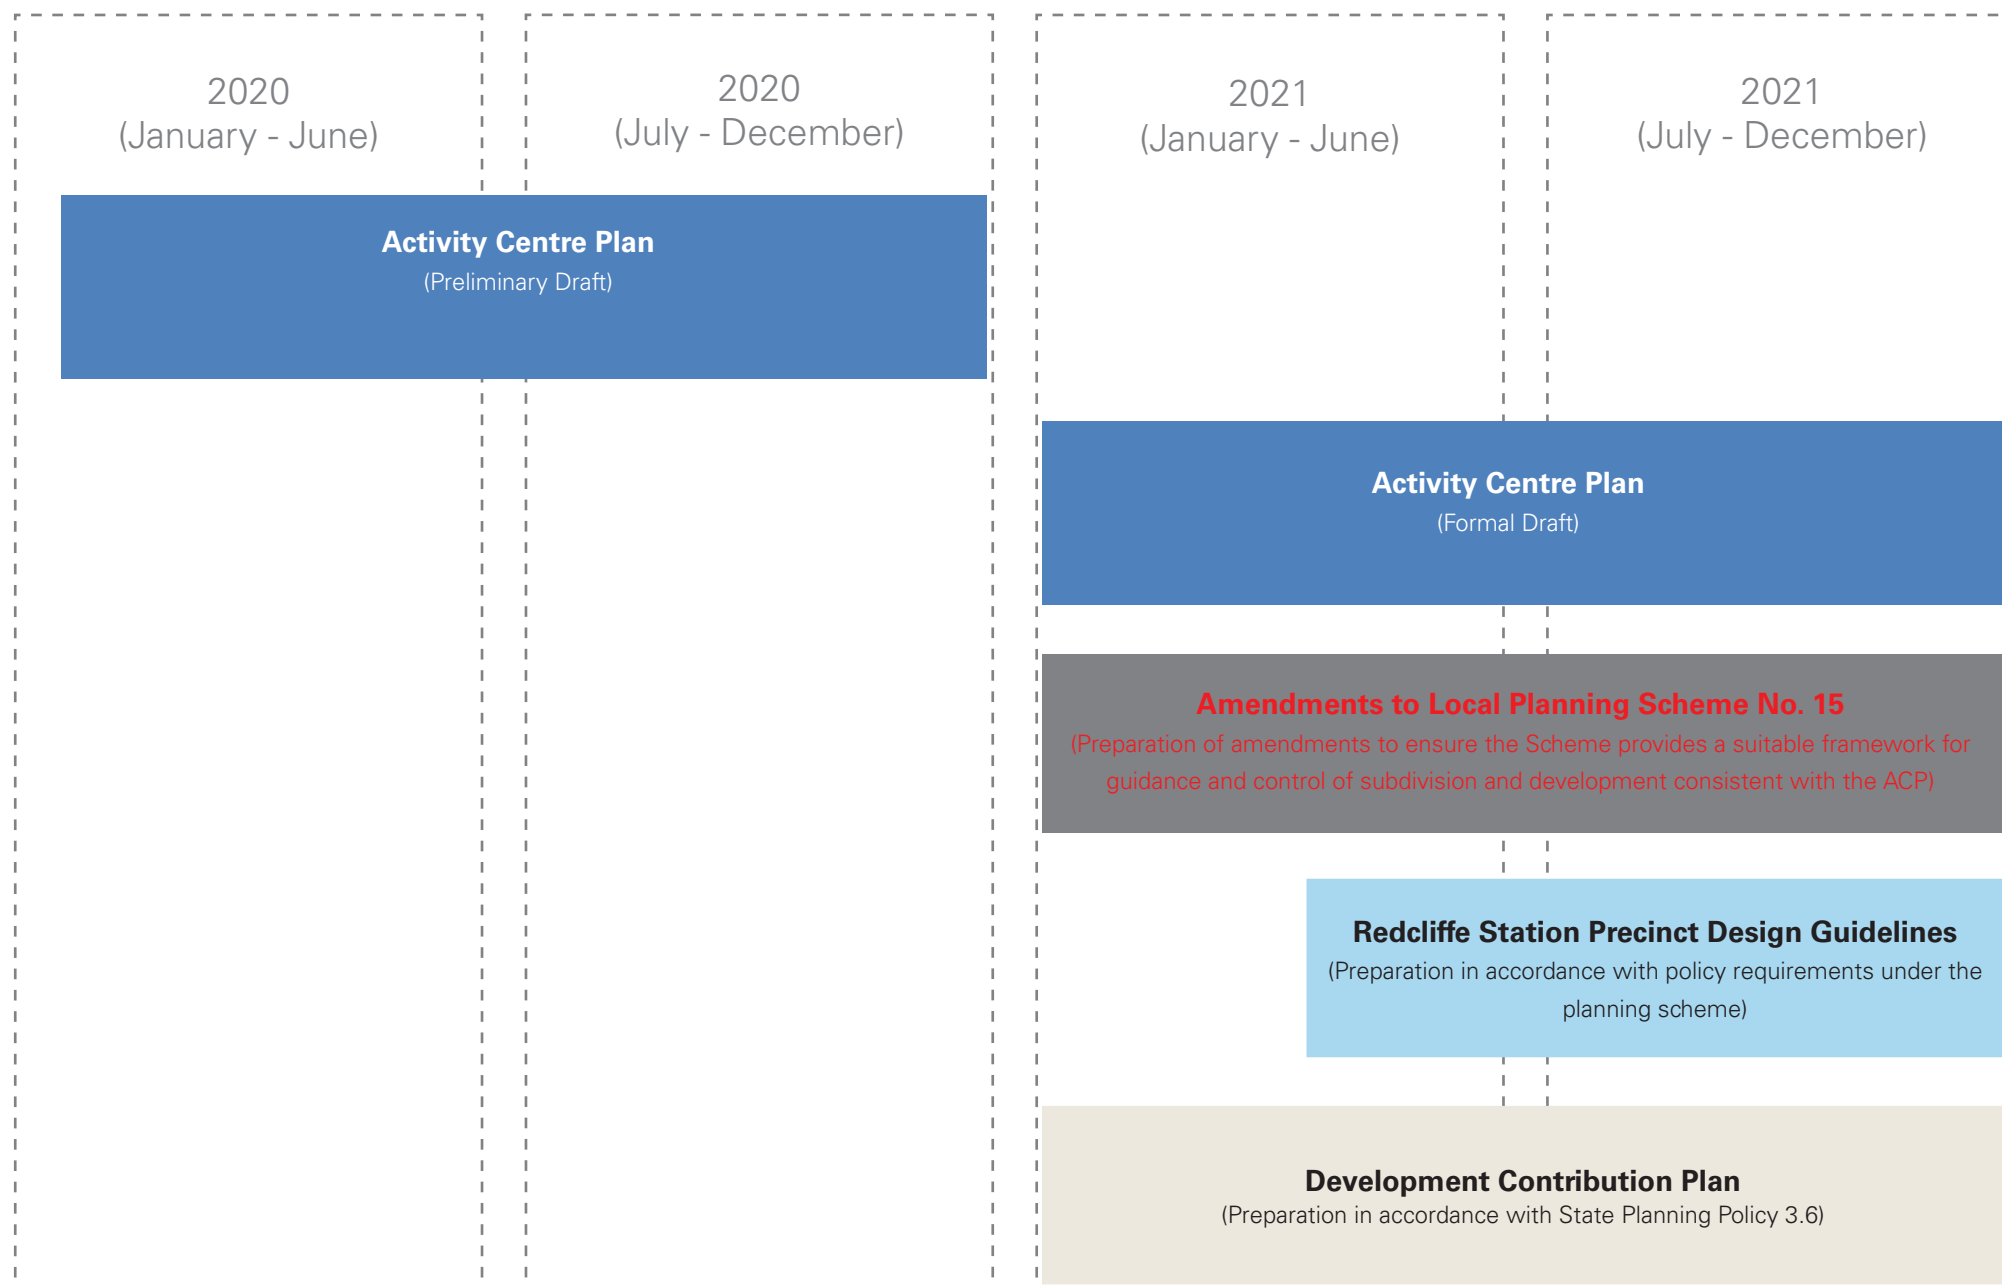 2020
(January - June)
2020
(July - December)
2021
(January - June)
2021
(July - December)
Activity Centre Plan
(Preliminary Draft)
Activity Centre Plan
(Formal Draft)
Amendments to Local Planning Scheme No. 15
(Preparation of amendments to ensure the Scheme provides a suitable framework for
guidance and control of subdivision and development consistent with the ACP)
Redcliffe Station Precinct Design Guidelines
(Preparation in accordance with policy requirements under the
planning scheme)
Development Contribution Plan
(Preparation in accordance with State Planning Policy 3.6)